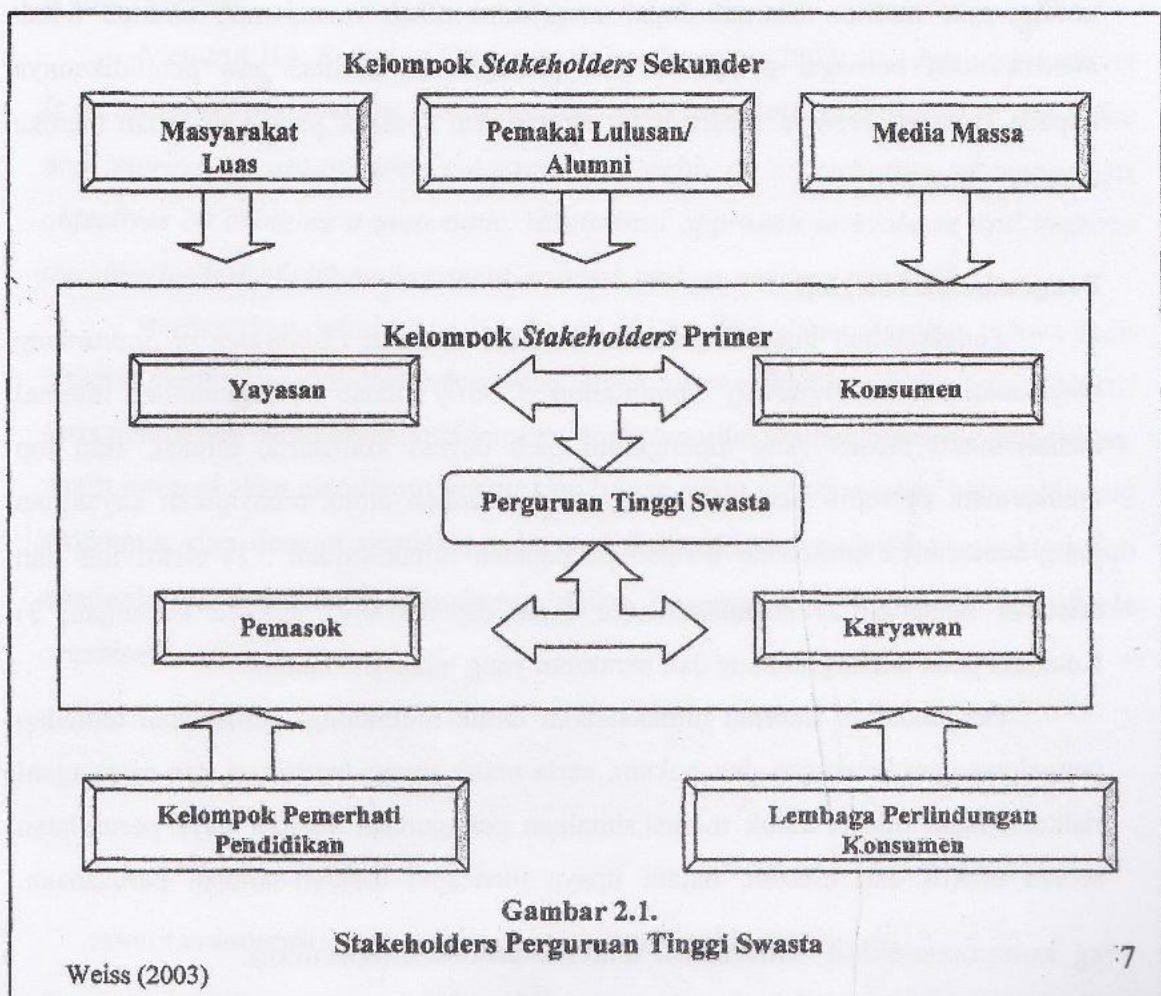 Kelompok Stakeholders Sekunder
Masyarakat
Luas
Pemakai Lulusan/
Alumni
Media Massa
Kelompok Stakeholders Primer
Yayasan
Konsumen
Perguruan Tinggi Swasta
Pemasok
Karyawan
Kelompok Pemerhati
Pendidikan
Lembaga Perlindungan
Konsumen
Gambar 2.1.
Stakeholders Perguruan Tinggi Swasta
Weiss (2003)
7